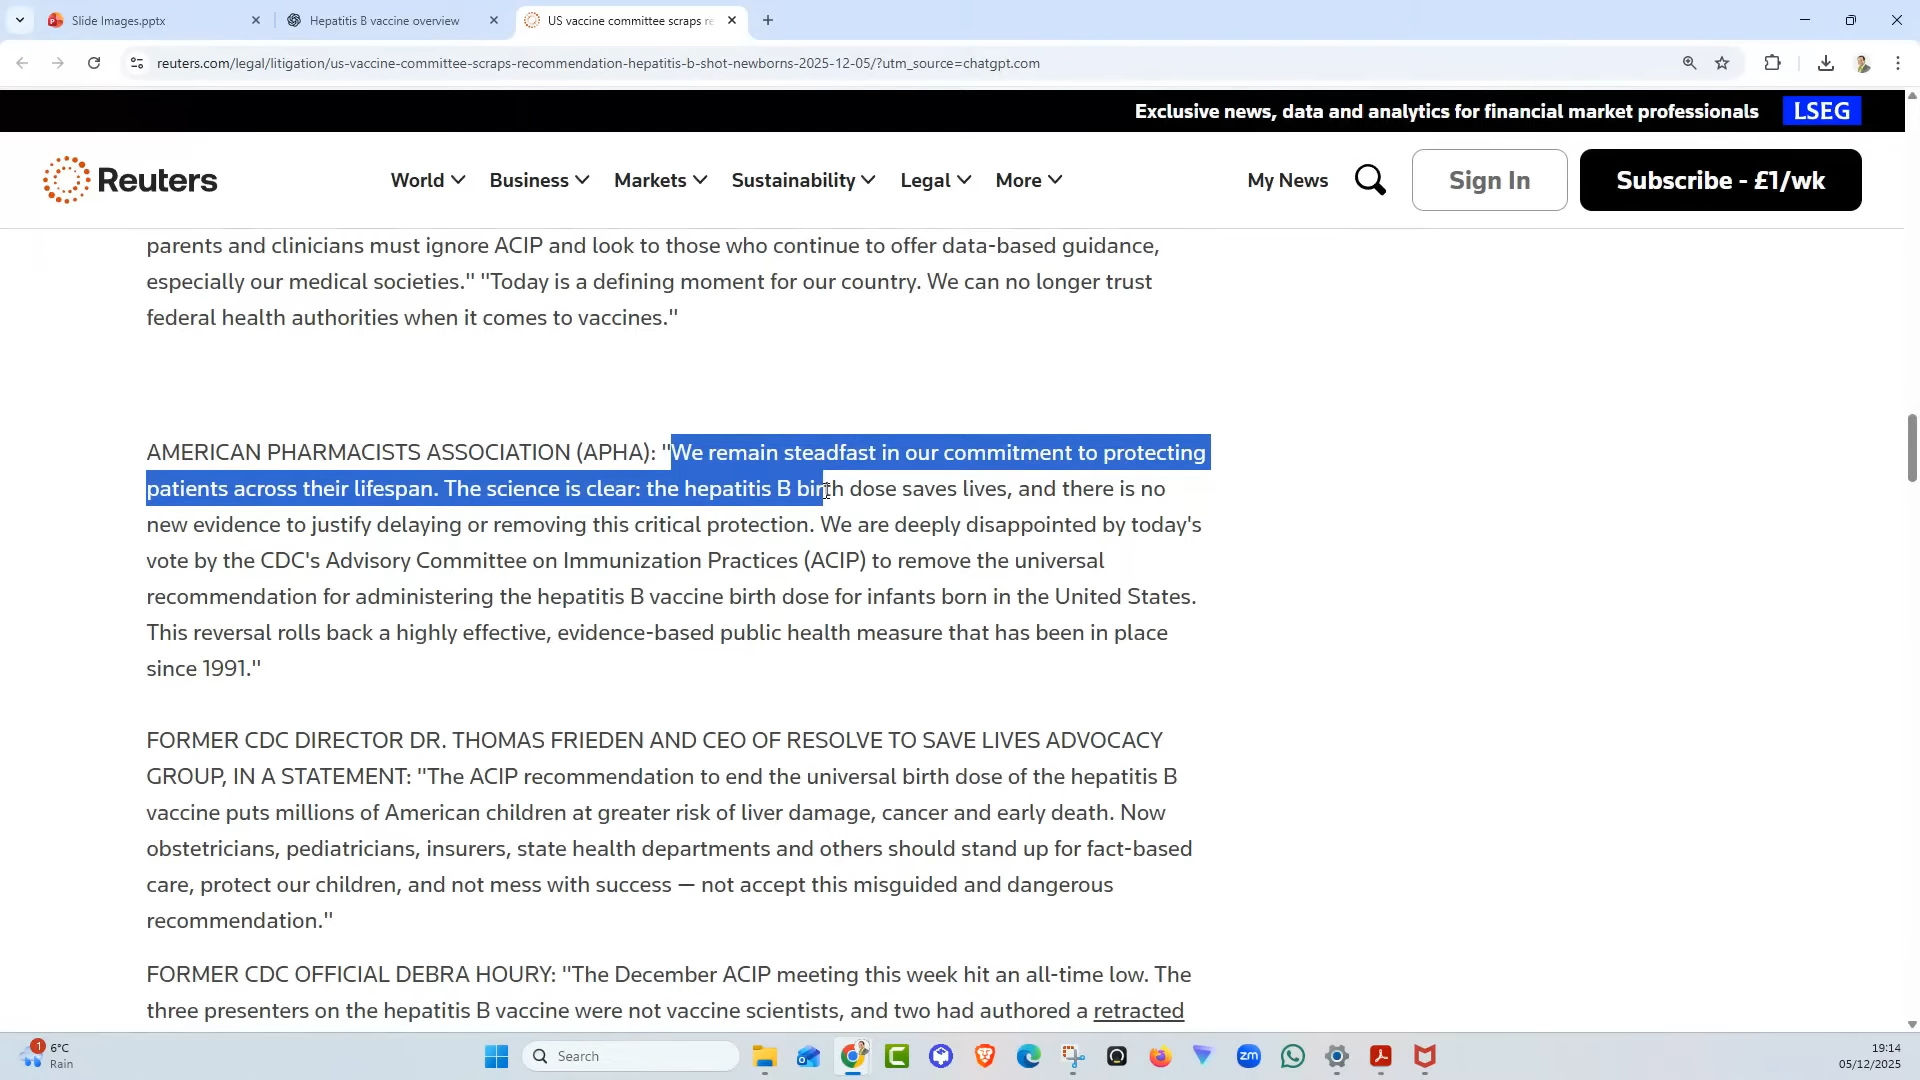 Slide Images.pptx
Hepatitis B vaccine overview
US vaccine committee scraps re
reuters.com/legal/litigation/us-vaccine-committee-scraps-recommendation-hepatitis-b-shot-newborns-2025-12-05/?utm_source=chatgpt.com
Exclusive news, data and analytics for financial market professionals LSEG
Reuters
World Business Markets Sustainability Legal More
My News
Sign In
Subscribe - £1/wk
parents and clinicians must ignore ACIP and look to those who continue to offer data-based guidance,
especially our medical societies." "Today is a defining moment for our country. We can no longer trust
federal health authorities when it comes to vaccines."
AMERICAN PHARMACISTS ASSOCIATION (APHA): "We remain steadfast in our commitment to protecting
patients across their lifespan. The science is clear: the hepatitis B birth dose saves lives, and there is no
new evidence to justify delaying or removing this critical protection. We are deeply disappointed by today's
vote by the CDC's Advisory Committee on Immunization Practices (ACIP) to remove the universal
recommendation for administering the hepatitis B vaccine birth dose for infants born in the United States.
This reversal rolls back a highly effective, evidence-based public health measure that has been in place
since 1991."
FORMER CDC DIRECTOR DR. THOMAS FRIEDEN AND CEO OF RESOLVE TO SAVE LIVES ADVOCACY
GROUP, IN A STATEMENT: "The ACIP recommendation to end the universal birth dose of the hepatitis B
vaccine puts millions of American children at greater risk of liver damage, cancer and early death. Now
obstetricians, pediatricians, insurers, state health departments and others should stand up for fact-based
care, protect our children, and not mess with success — not accept this misguided and dangerous
recommendation."
FORMER CDC OFFICIAL DEBRA HOURY: "The December ACIP meeting this week hit an all-time low. The
three presenters on the hepatitis B vaccine were not vaccine scientists, and two had authored a retracted
1
6°C
Rain
Search
zm
19:14
05/12/2025